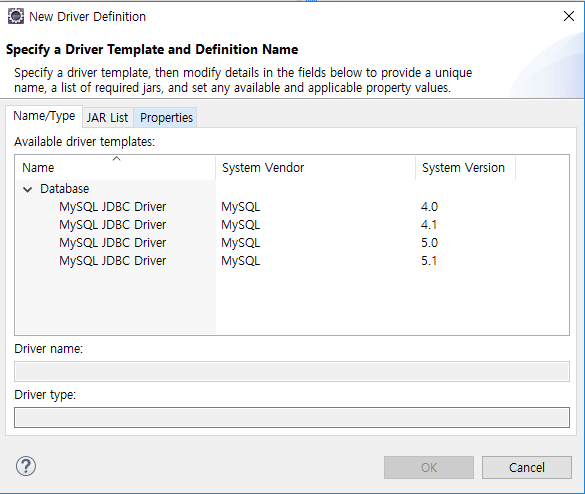 New Driver Definition
Specify a Driver Template and Definition Name
Specify a driver template, then modify details in the fields below to provide a unique
name, a list of required jars, and set any available and applicable property values.
Name/Type JAR List Properties
Available driver templates:
Name System Vendor System Version
Database
MySQL JDBC Driver MySQL 4.0
MySQL JDBC Driver MySQL 4.1
MySQL JDBC Driver MySQL 5.0
MySQL JDBC Driver MySQL 5.1
Driver name:
Driver type:
? OK Cancel